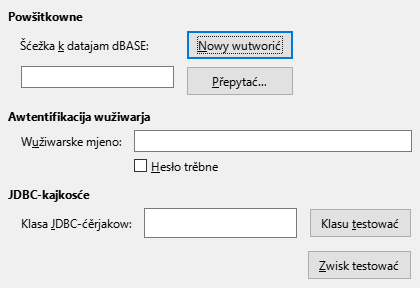 Powšitkowne
Šćežka k datajam dBASE:
Nowy wutworić
Přepytać...
Awtentifikacija wužiwarja
Wužiwarske mjeno:
Hesło trěbne
JDBC-kajkosće
Klasa JDBC-ćěrjakow:
Klasu testować
Zwisk testować